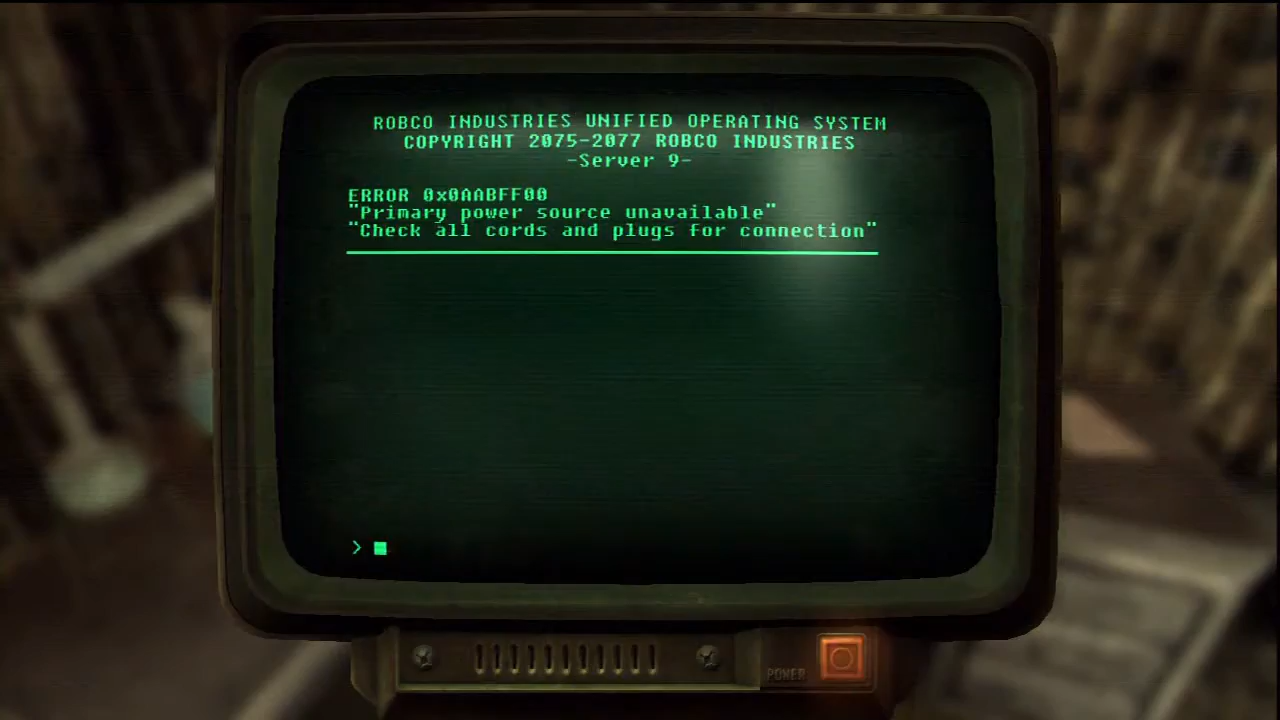 ROBCO INDUSTRIES UNIFIED OPERATING SYSTEM
COPYRIGHT 2075-2077 ROBCO INDUSTRIES
-Server 9-
ERROR 0x0AABFF00
"Primary power source unavailable"
"Check all cords and plugs for connection"
>
POWER